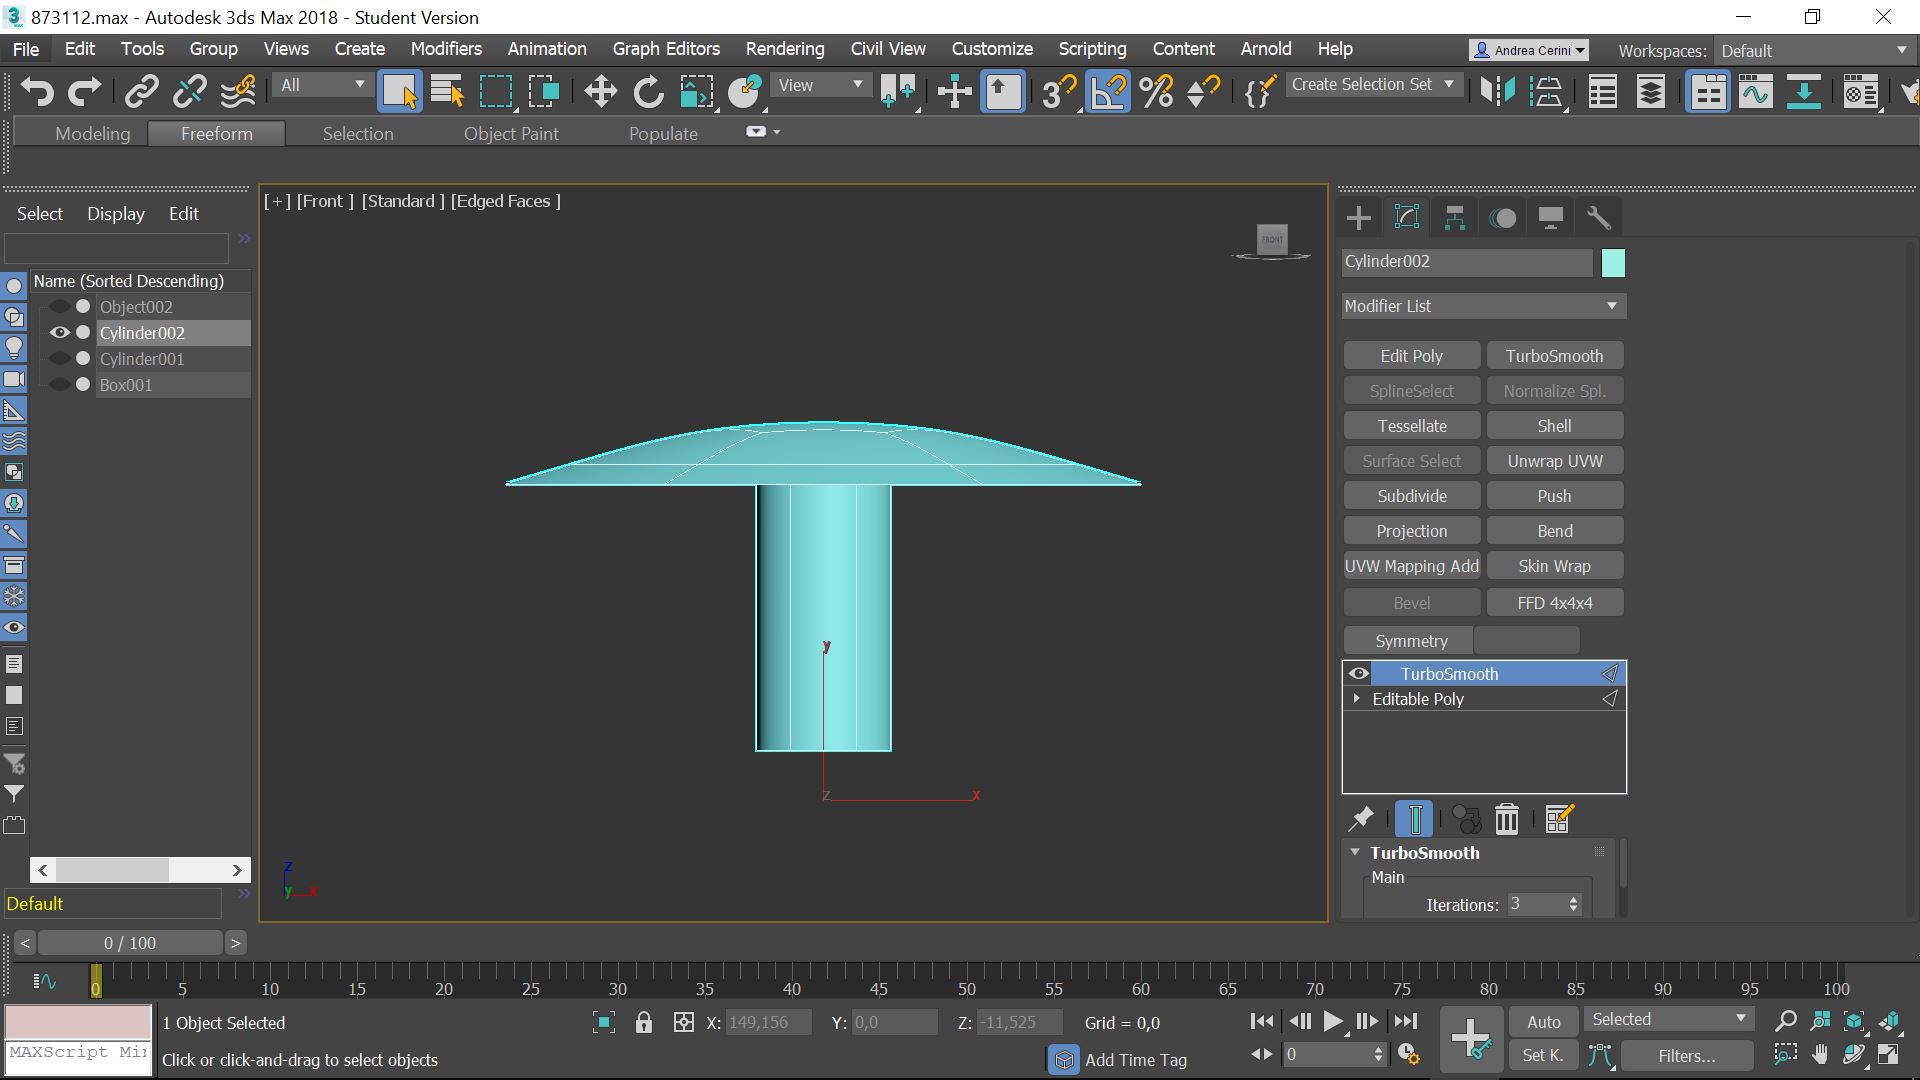 873112.max - Autodesk 3ds Max 2018 - Student Version
File Edit Tools Group Views Create Modifiers Animation Graph Editors Rendering Civil View Customize Scripting Content Arnold Help
Andrea Cerini
Workspaces: Default
All
View
3
Create Selection Set
Modeling Freeform Selection Object Paint Populate
Select Display Edit
Name (Sorted Descending)
Object002
Cylinder002
Cylinder001
Box001
Default
[ + ] [Front ] [Standard ] [Edged Faces ]
FRONT
y
z
x
z
y
x
Cylinder002
Modifier List
Edit Poly TurboSmooth
SplineSelect Normalize Spl.
Tessellate Shell
Surface Select Unwrap UVW
Subdivide Push
Projection Bend
UVW Mapping Add Skin Wrap
Bevel FFD 4x4x4
Symmetry
TurboSmooth
Editable Poly
TurboSmooth
Main
Iterations: 3
< 0 / 100 >
0 5 10 15 20 25 30 35 40 45 50 55 60 65 70 75 80 85 90 95 100
1 Object Selected
X: 149,156 Y: 0,0 Z: -11,525 Grid = 0,0
Auto Selected
MAXScript Mi
Click or click-and-drag to select objects
Add Time Tag
0
Set K. Filters...